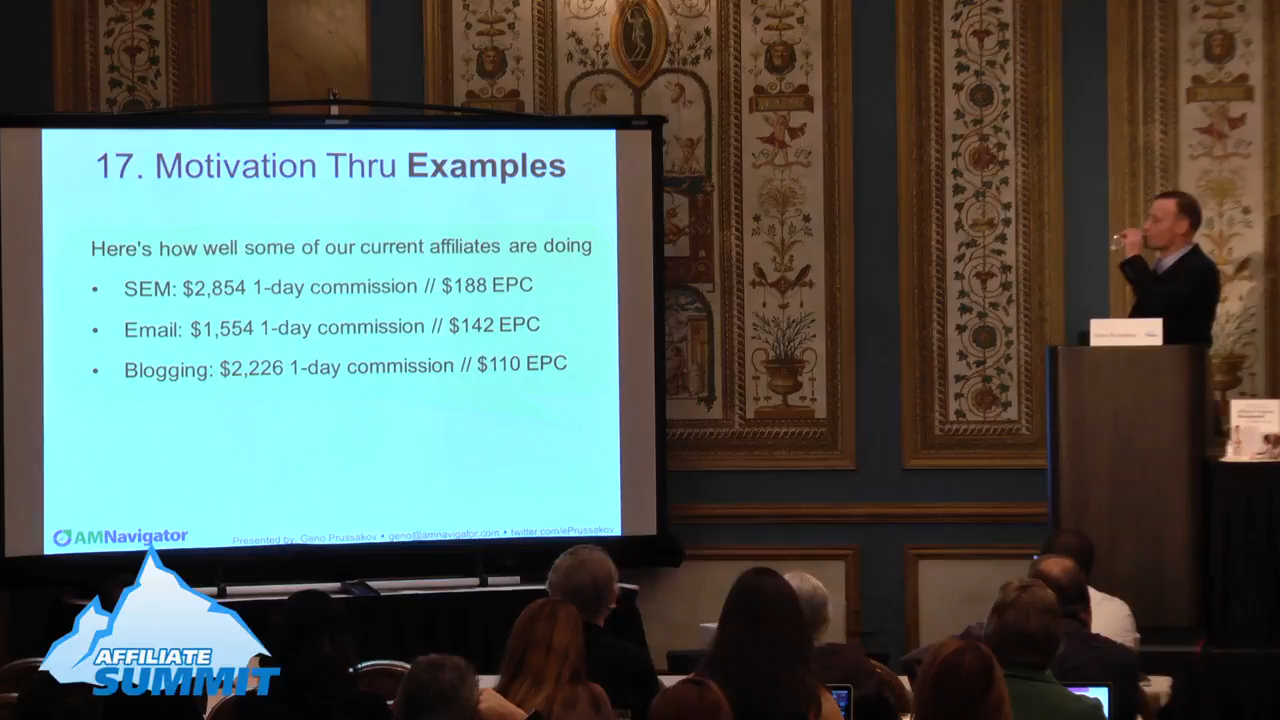 17. Motivation Thru Examples
Here's how well some of our current affiliates are doing
• SEM: $2,854 1-day commission // $188 EPC
• Email: $1,554 1-day commission // $142 EPC
• Blogging: $2,226 1-day commission // $110 EPC
AMNavigator
Presented by, Geno Prussakov • geno@amnavigator.com • twitter.com/ePrussakov
AFFILIATE
SUMMIT